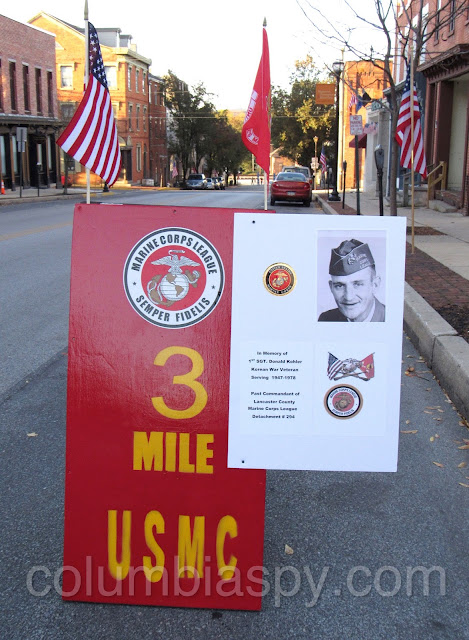 MARINE CORPS LEAGUE
SEMPER FIDELIS
3
MILE
USMC
In Memory of
1st SGT. Donald Kohler
Korean War Veteran
Serving 1947-1978
Past Commandant of
Lancaster County
Marine Corps League
Detachment # 294
columbiaspy.com